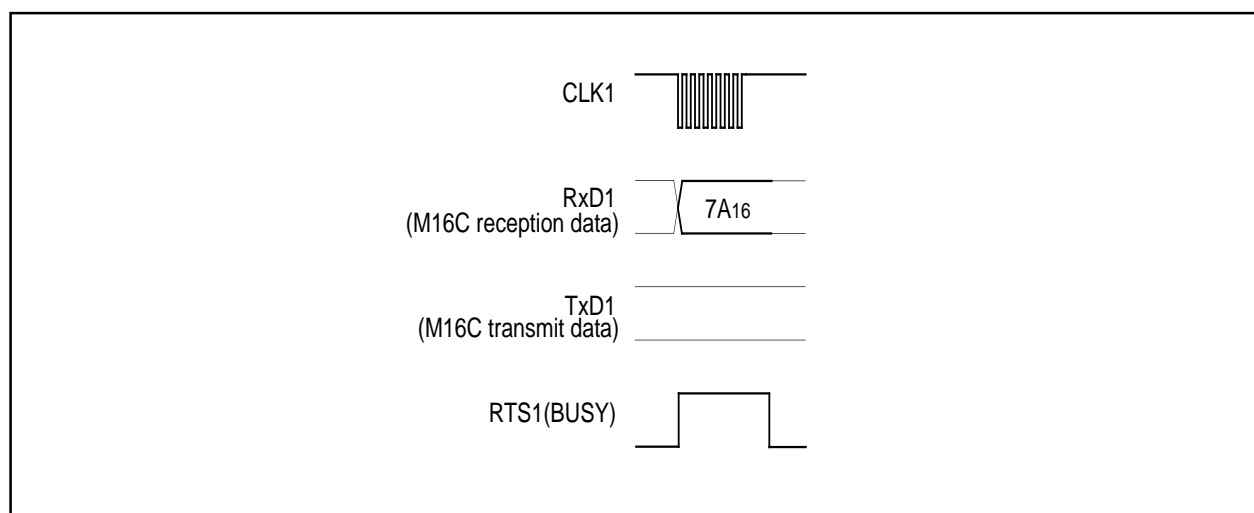 CLK1
RxD1
(M16C reception data)
7A16
TxD1
(M16C transmit data)
RTS1(BUSY)